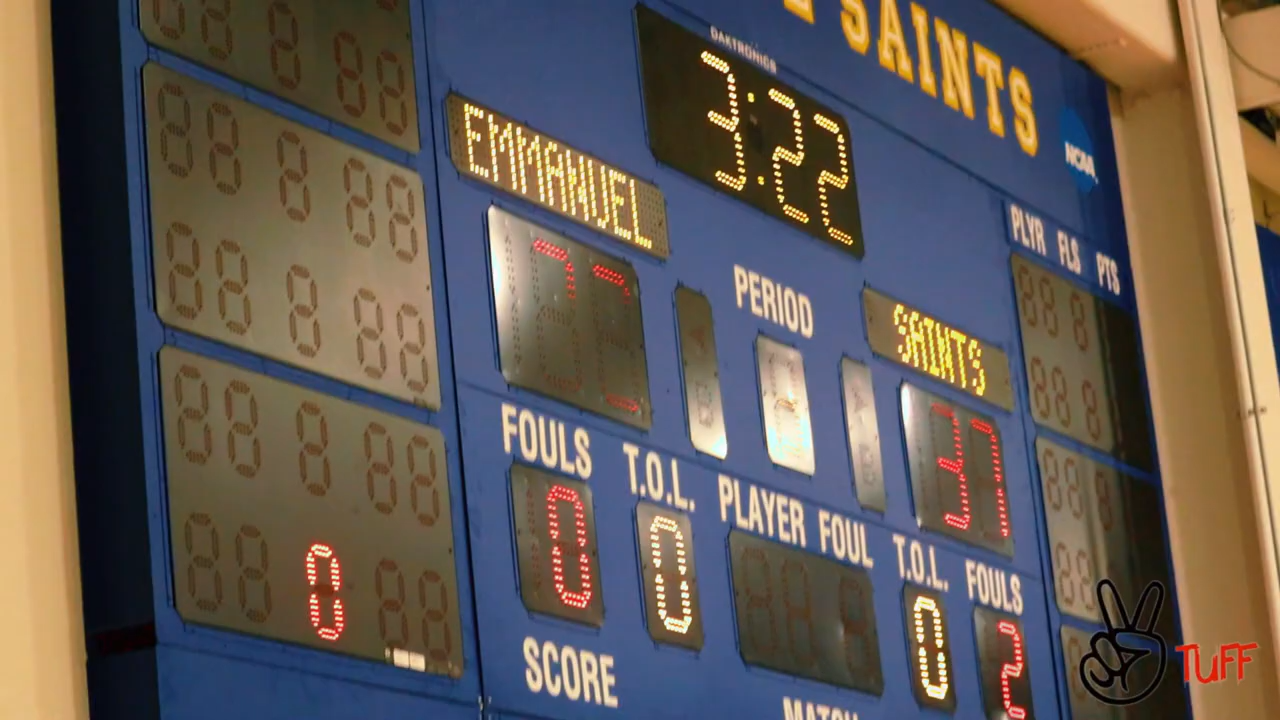 SAINTS
DAKTRONICS
3:22
NCAA
EMMANUEL
PLYR FLS PTS
PERIOD
SAINTS
37
FOULS T.O.L. PLAYER FOUL T.O.L. FOULS
0 0 0 2
0
SCORE
MATCH
TUFF